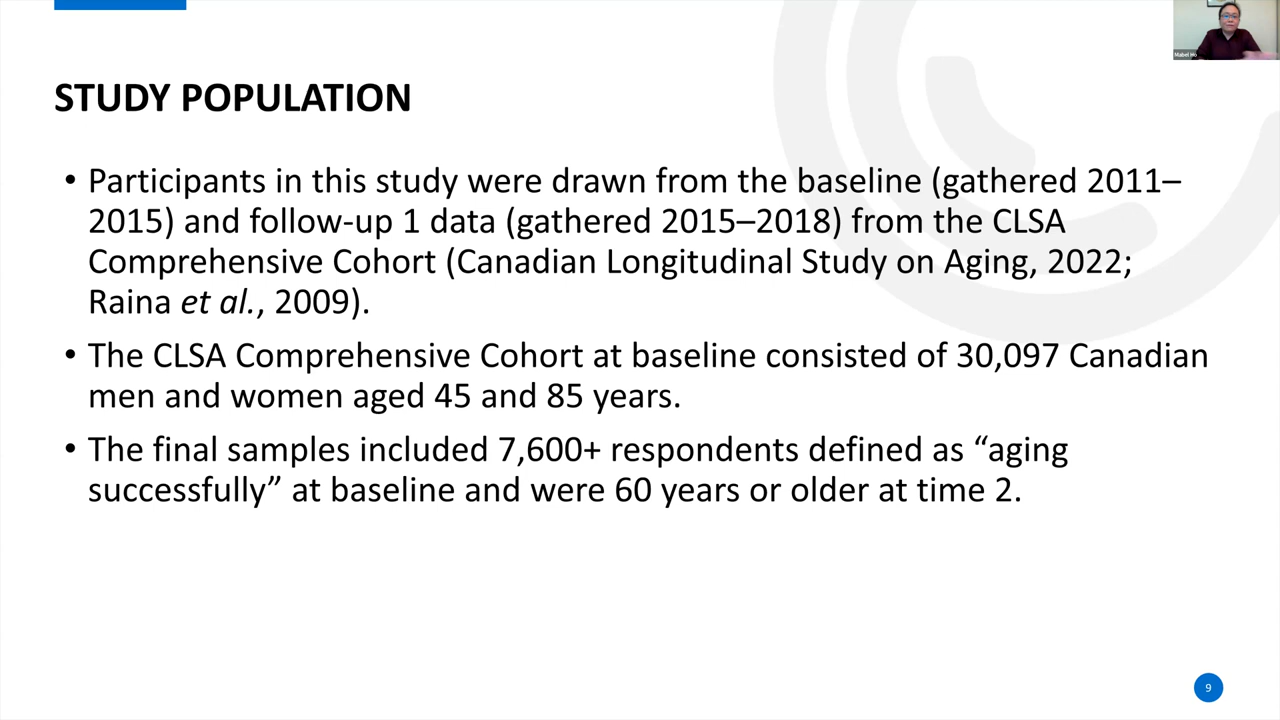 Mabel Ho
STUDY POPULATION
• Participants in this study were drawn from the baseline (gathered 2011–
2015) and follow-up 1 data (gathered 2015–2018) from the CLSA
Comprehensive Cohort (Canadian Longitudinal Study on Aging, 2022;
Raina et al., 2009).
• The CLSA Comprehensive Cohort at baseline consisted of 30,097 Canadian
men and women aged 45 and 85 years.
• The final samples included 7,600+ respondents defined as “aging
successfully” at baseline and were 60 years or older at time 2.
9